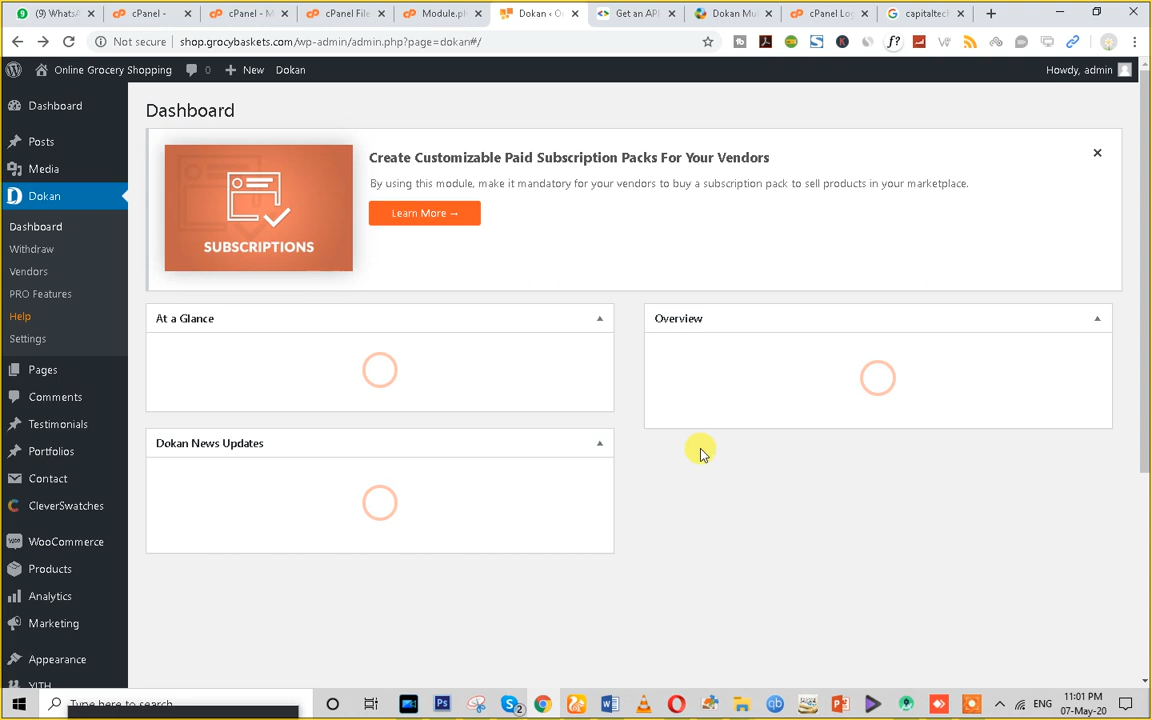 (9) WhatsA
cPanel -
cPanel - M
cPanel File
Module.ph
Dokan ‹ O
Get an AP
Dokan Mu
cPanel Lo
capitaltec
Not secure
shop.grocybaskets.com/wp-admin/admin.php?page=dokan#/
Online Grocery Shopping
0
New
Dokan
Howdy, admin
Dashboard
Posts
Media
Dokan
Dashboard
Withdraw
Vendors
PRO Features
Help
Settings
Pages
Comments
Testimonials
Portfolios
Contact
CleverSwatches
WooCommerce
Products
Analytics
Marketing
Appearance
YITH
Dashboard
SUBSCRIPTIONS
Create Customizable Paid Subscription Packs For Your Vendors
By using this module, make it mandatory for your vendors to buy a subscription pack to sell products in your marketplace.
Learn More →
At a Glance
Overview
Dokan News Updates
Type here to search
ENG
11:01 PM
07-May-20